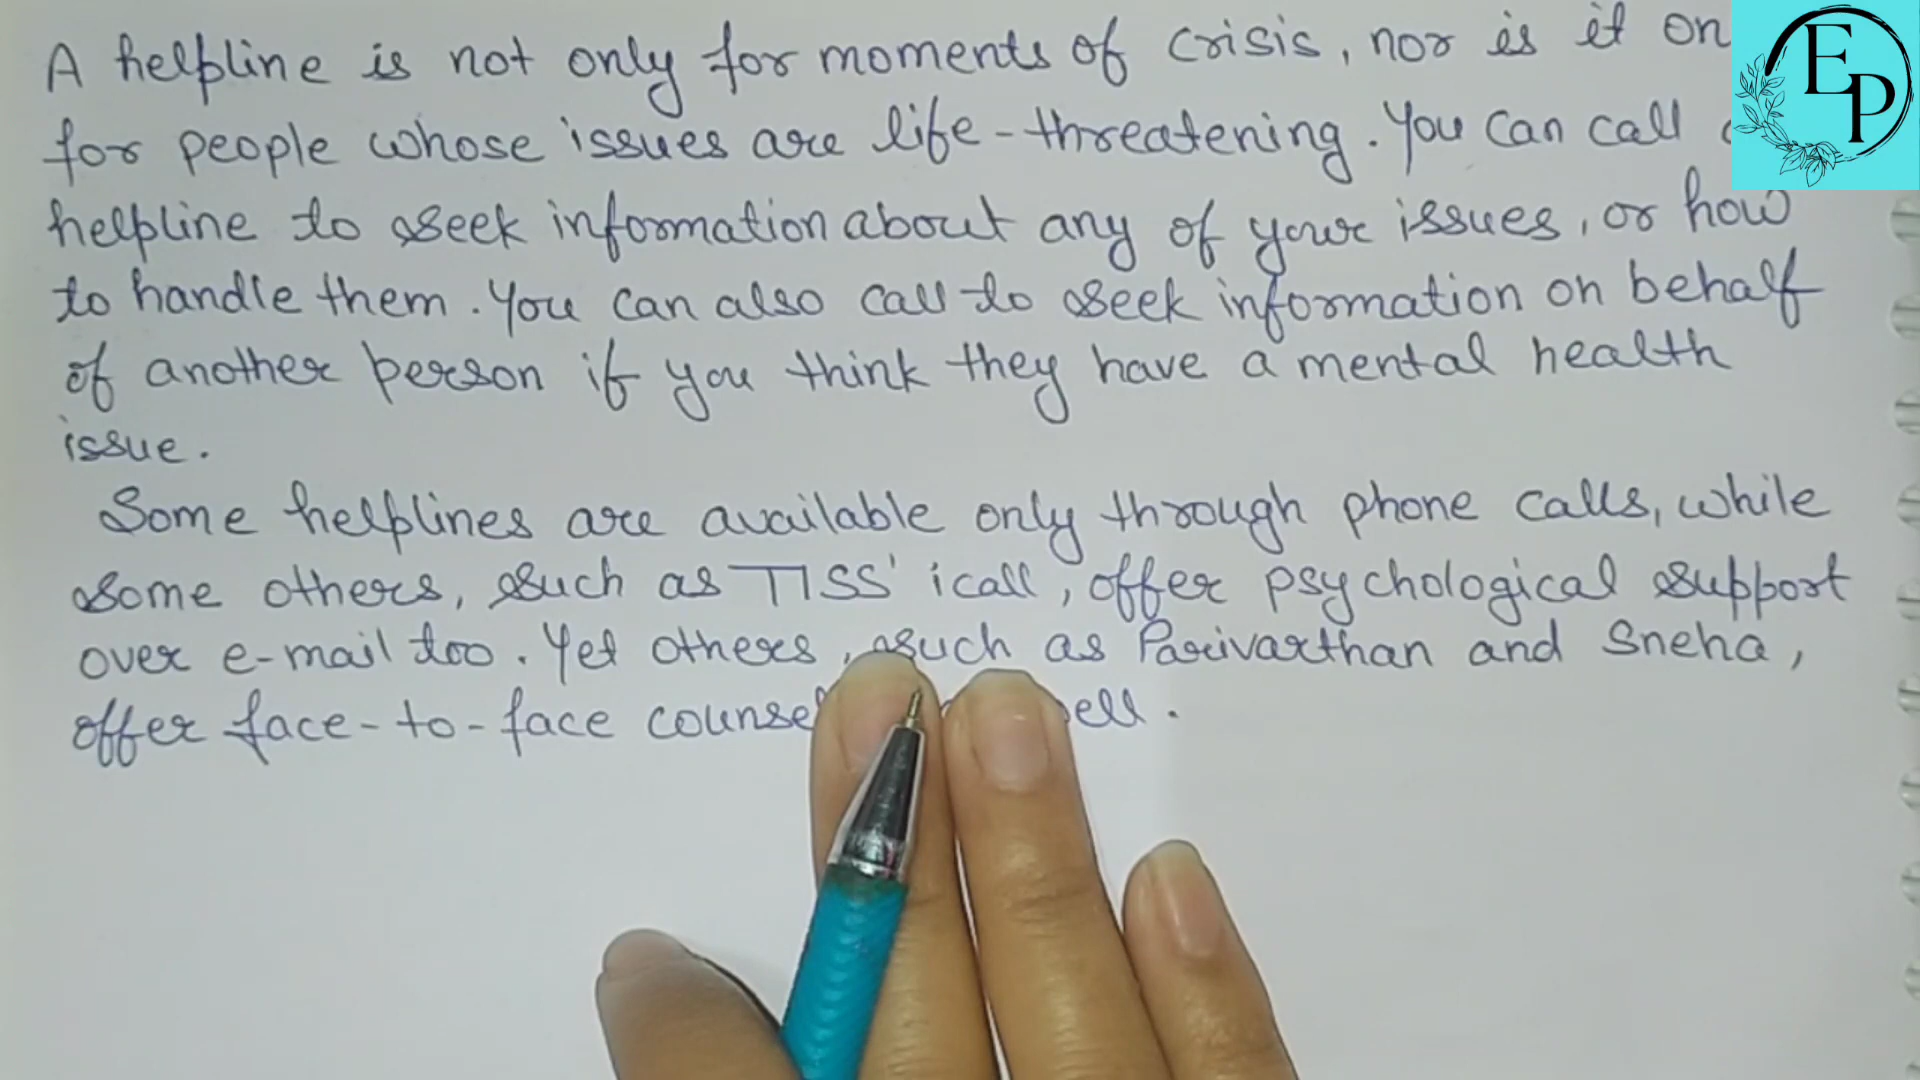 A helpline is not only for moments of crisis, nor is it on
for people whose issues are life-threatening. You can call
helpline to seek information about any of your issues, or how
to handle them. You can also call to seek information on behalf
of another person if you think they have a mental health
issue.
Some helplines are available only through phone calls, while
some others, such as TISS' icall, offer psychological support
over e-mail too. Yet others, such as Parivarthan and Sneha,
offer face-to-face counsel ell.
EP